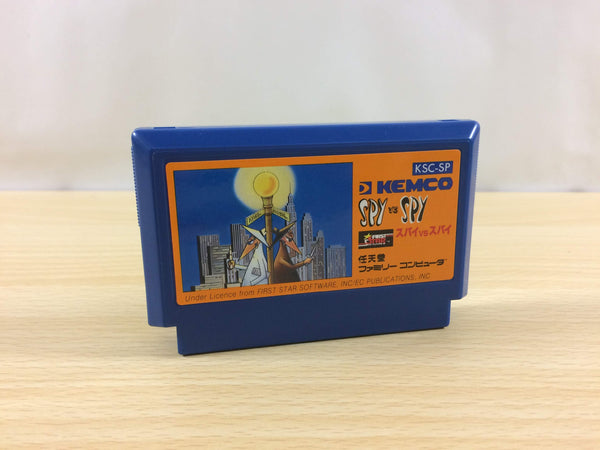 KSC-SP
KEMCO
SPY vs SPY
スパイvsスパイ
任天堂
ファミリーコンピュータ
Under Licence from FIRST STAR SOFTWARE, INC/EC PUBLICATIONS, INC